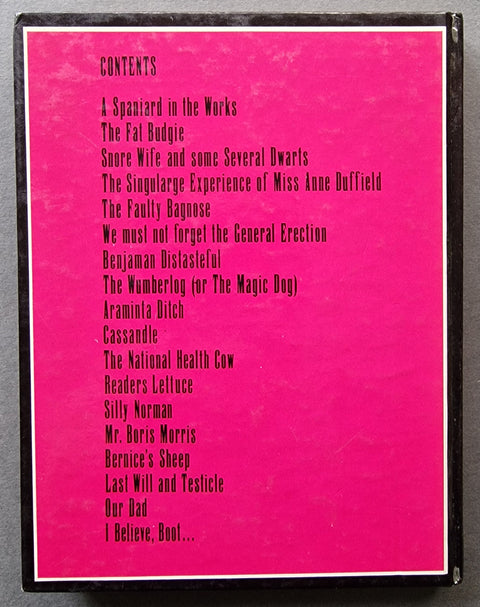 CONTENTS
A Spaniard in the Works
The Fat Budgie
Snore Wife and some Several Dwarts
The Singularge Experience of Miss Anne Duffield
The Faulty Bagnose
We must not forget the General Erection
Benjaman Distasteful
The Wumberlog (or The Magic Dog)
Araminta Ditch
Cassandle
The National Health Cow
Readers Lettuce
Silly Norman
Mr. Boris Morris
Bernice's Sheep
Last Will and Testicle
Our Dad
I Believe, Boot...